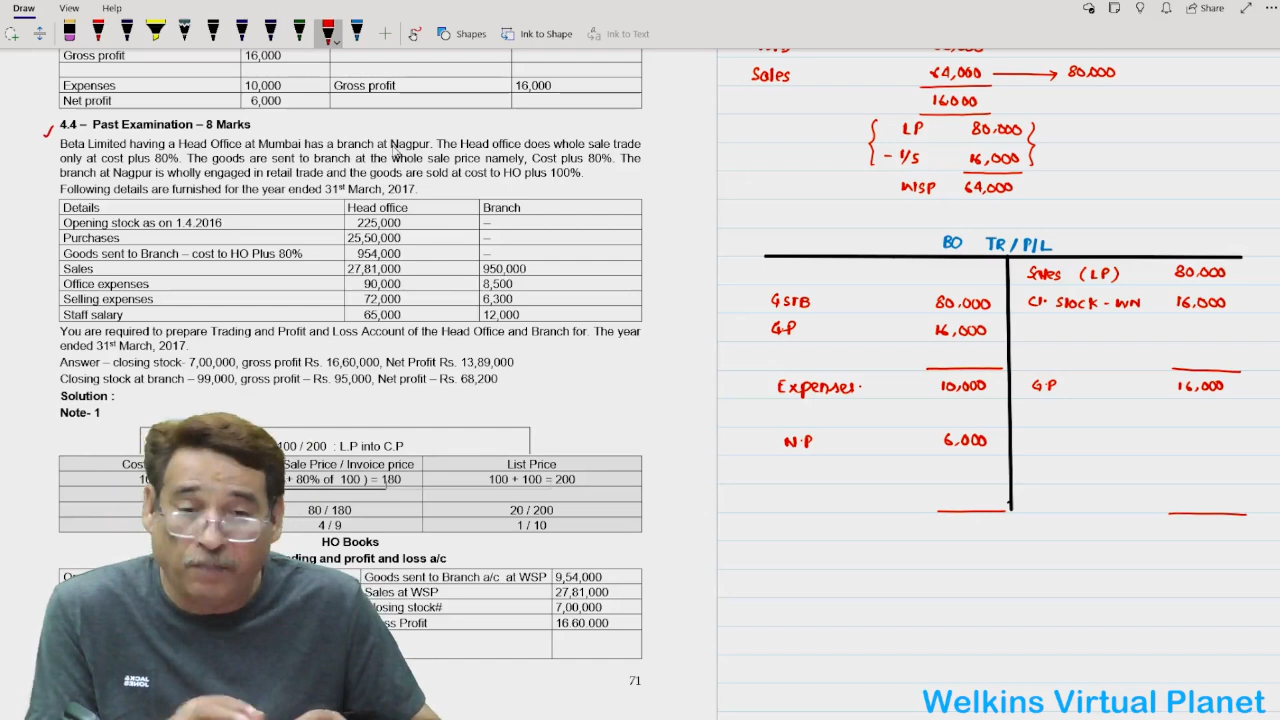 Draw View Help
Shapes Ink to Shape Ink to Text Share
Gross profit 16,000
Expenses 10,000 Gross profit 16,000
Net profit 6,000
4.4 – Past Examination – 8 Marks
Beta Limited having a Head Office at Mumbai has a branch at Nagpur. The Head office does whole sale trade
only at cost plus 80%. The goods are sent to branch at the whole sale price namely, Cost plus 80%. The
branch at Nagpur is wholly engaged in retail trade and the goods are sold at cost to HO plus 100%.
Following details are furnished for the year ended 31st March, 2017.
Details Head office Branch
Opening stock as on 1.4.2016 225,000 –
Purchases 25,50,000 –
Goods sent to Branch – cost to HO Plus 80% 954,000 –
Sales 27,81,000 950,000
Office expenses 90,000 8,500
Selling expenses 72,000 6,300
Staff salary 65,000 12,000
You are required to prepare Trading and Profit and Loss Account of the Head Office and Branch for. The year
ended 31st March, 2017.
Answer – closing stock- 7,00,000, gross profit Rs. 16,60,000, Net Profit Rs. 13,89,000
Closing stock at branch – 99,000, gross profit – Rs. 95,000, Net profit – Rs. 68,200
Solution :
Note- 1
100 / 200 : L.P into C.P
Sale Price / Invoice price List Price
+ 80% of 100 ) = 180 100 + 100 = 200
80 / 180 20 / 200
4 / 9 1 / 10
HO Books
and loss a/c
Goods sent to Branch a/c at WSP 9,54,000
Sales at WSP 27,81,000
stock# 7,00,000
Profit 16.60.000
71
Sales 64,000 80.000
16000
LP 80.000
- 1/5 16,000
WSP 64,000
BO TR / P/L
Sales (LP) 80.000
GSTB 80.000 Cl. Stock - WN 16,000
G.P 16,000
Expenses. 10,000 G.P 16,000
N.P 6,000
JACK & JONES
Welkins Virtual Planet